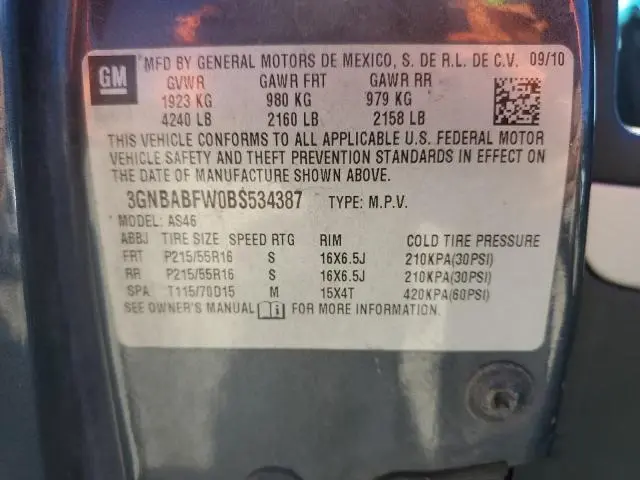 GM
MFD BY GENERAL MOTORS DE MEXICO, S. DE R.L. DE C.V. 09/10
GVWR GAWR FRT GAWR RR
1923 KG 980 KG 979 KG
4240 LB 2160 LB 2158 LB
THIS VEHICLE CONFORMS TO ALL APPLICABLE U.S. FEDERAL MOTOR
VEHICLE SAFETY AND THEFT PREVENTION STANDARDS IN EFFECT ON
THE DATE OF MANUFACTURE SHOWN ABOVE.
3GNBABFW0BS534387 TYPE: M.P.V.
MODEL: AS46
ABBJ TIRE SIZE SPEED RTG RIM COLD TIRE PRESSURE
FRT P215/55R16 S 16X6.5J 210KPA(30PSI)
RR P215/55R16 S 16X6.5J 210KPA(30PSI)
SPA T115/70D15 M 15X4T 420KPA(60PSI)
SEE OWNER'S MANUAL FOR MORE INFORMATION.